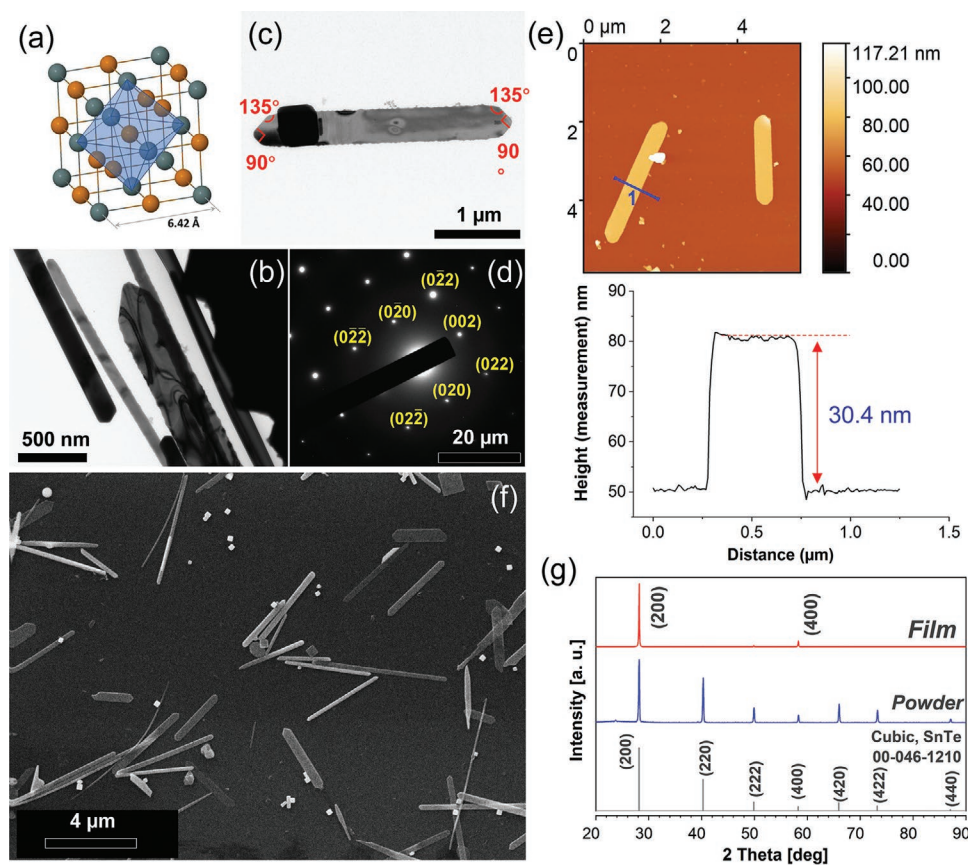 (a)
6.42 Å
(c)
135°
90°
135°
90
°
1 µm
(b)
500 nm
(d)
(02̄2)
(02̄0)
(002)
(02̄2̄)
(022)
(020)
(022̄)
20 µm
(e)
0 µm 2 4
0
2
4
1
117.21 nm
100.00
80.00
60.00
40.00
0.00
Height (measurement) nm
90
80
70
60
50
30.4 nm
0.0 0.5 1.0 1.5
Distance (µm)
(f)
4 µm
(g)
Intensity [a. u.]
(200)
(400)
Film
Powder
Cubic, SnTe
00-046-1210
(200)
(220)
(222)
(400)
(420)
(422)
(440)
20 30 40 50 60 70 80 90
2 Theta [deg]